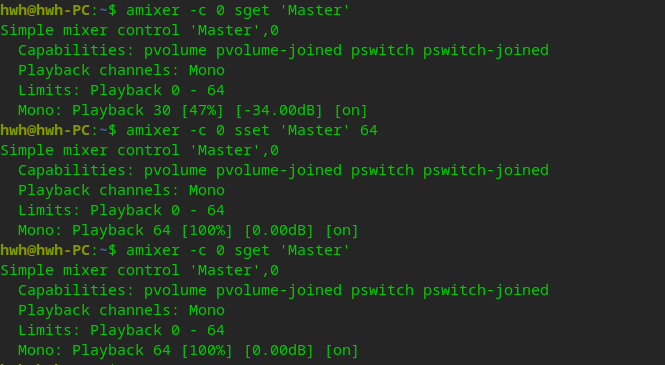 hwh@hwh-PC:~$ amixer -c 0 sget 'Master'
Simple mixer control 'Master',0
  Capabilities: pvolume pvolume-joined pswitch pswitch-joined
  Playback channels: Mono
  Limits: Playback 0 - 64
  Mono: Playback 30 [47%] [-34.00dB] [on]
hwh@hwh-PC:~$ amixer -c 0 sset 'Master' 64
Simple mixer control 'Master',0
  Capabilities: pvolume pvolume-joined pswitch pswitch-joined
  Playback channels: Mono
  Limits: Playback 0 - 64
  Mono: Playback 64 [100%] [0.00dB] [on]
hwh@hwh-PC:~$ amixer -c 0 sget 'Master'
Simple mixer control 'Master',0
  Capabilities: pvolume pvolume-joined pswitch pswitch-joined
  Playback channels: Mono
  Limits: Playback 0 - 64
  Mono: Playback 64 [100%] [0.00dB] [on]